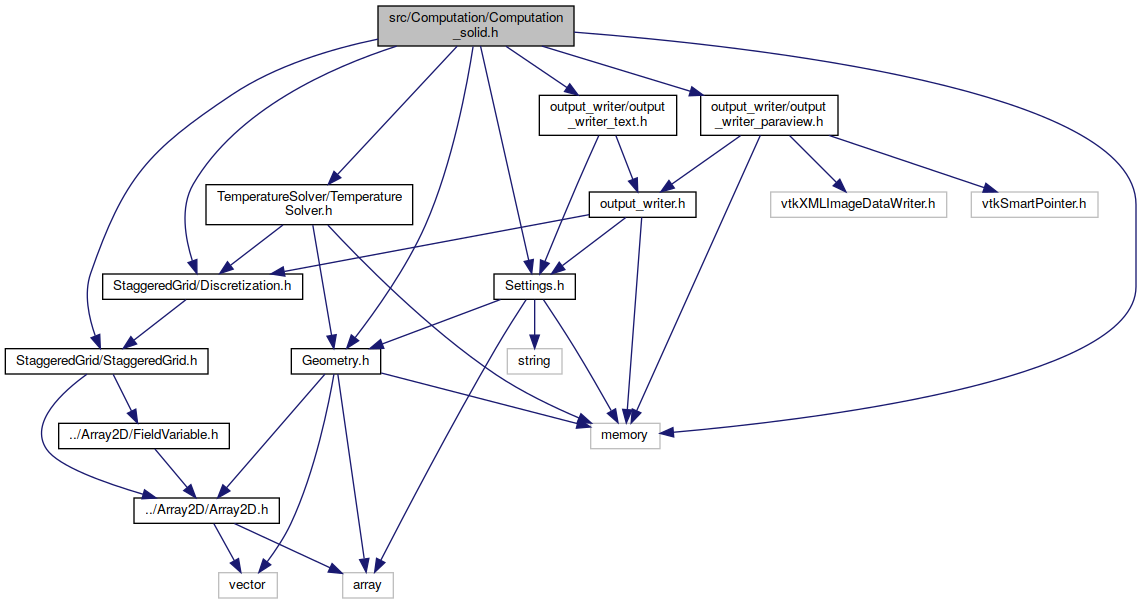 src/Computation/Computation
_solid.h
output_writer/output
_writer_text.h
output_writer/output
_writer_paraview.h
TemperatureSolver/Temperature
Solver.h
output_writer.h
vtkXMLImageDataWriter.h
vtkSmartPointer.h
StaggeredGrid/Discretization.h
Settings.h
StaggeredGrid/StaggeredGrid.h
Geometry.h
string
../Array2D/FieldVariable.h
memory
../Array2D/Array2D.h
vector
array